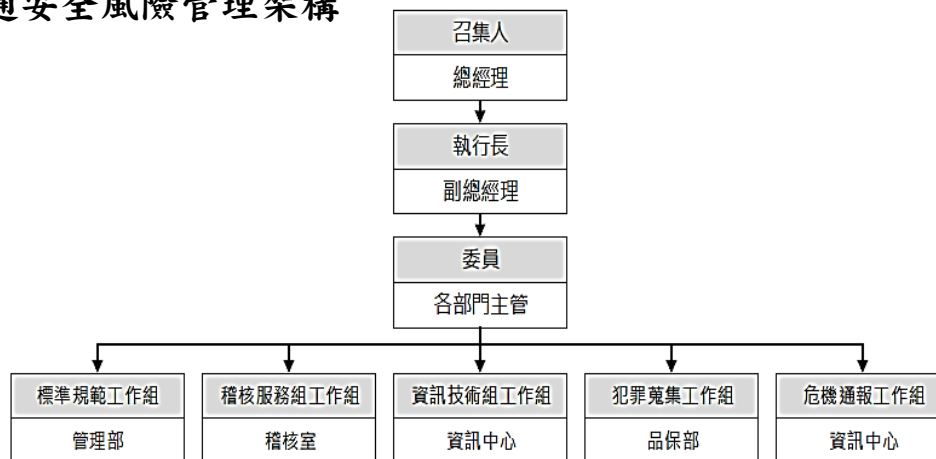 通安全風險管理架構
召集人
總經理
執行長
副總經理
委員
各部門主管
標準規範工作組 稽核服務組工作組 資訊技術組工作組 犯罪蒐集工作組 危機通報工作組
管理部 稽核室 資訊中心 品保部 資訊中心